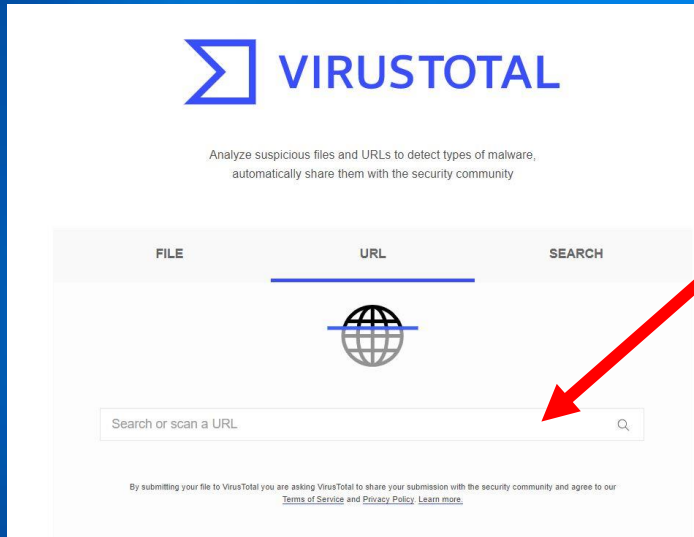 VIRUSTOTAL
Analyze suspicious files and URLs to detect types of malware,
automatically share them with the security community
FILE URL SEARCH
Search or scan a URL
By submitting your file to VirusTotal you are asking VirusTotal to share your submission with the security community and agree to our
Terms of Service and Privacy Policy. Learn more.